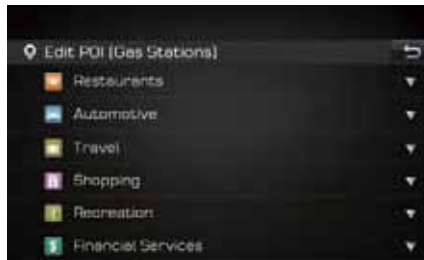 Edit POI (Gas Stations)
Restaurants
Automotive
Travel
Shopping
Recreation
Financial Services